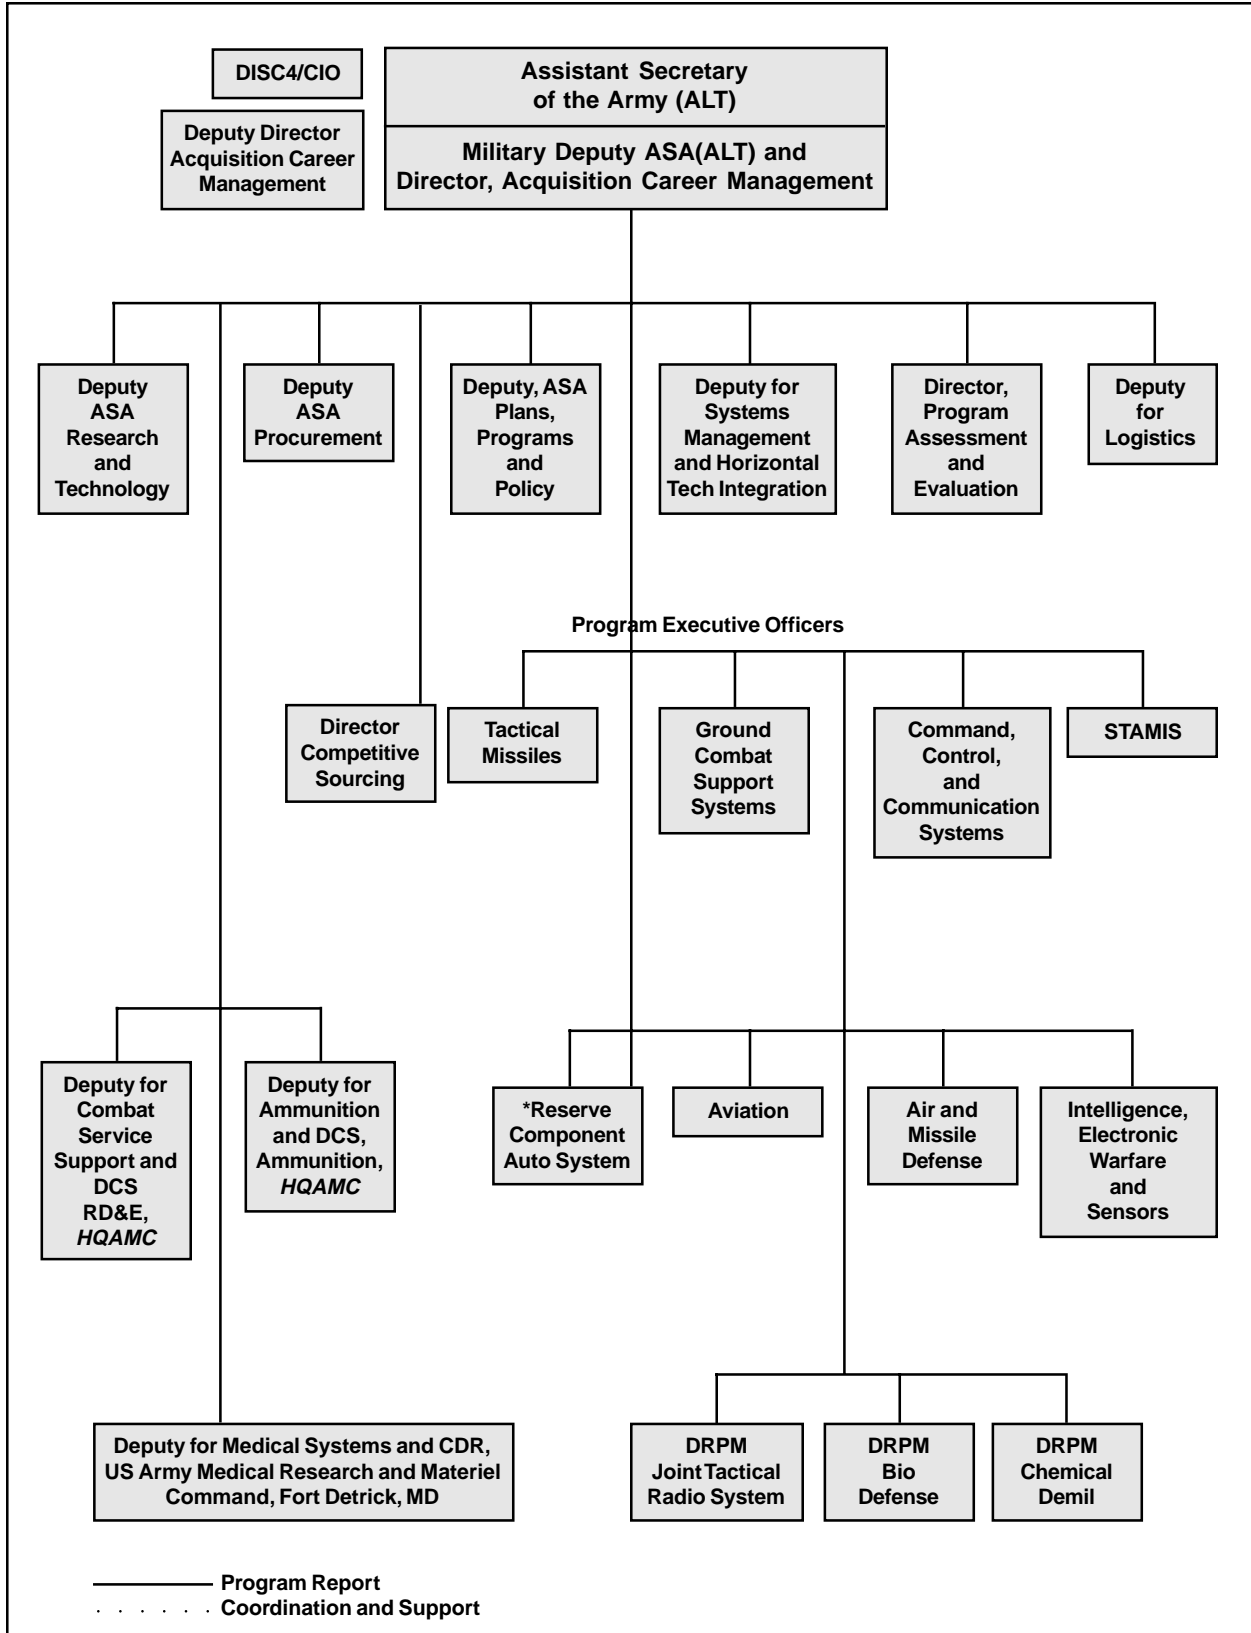 DISC4/CIO
Assistant Secretary
of the Army (ALT)
Deputy Director
Acquisition Career
Management
Military Deputy ASA(ALT) and
Director, Acquisition Career Management
Deputy
ASA
Research
and
Technology
Deputy
ASA
Procurement
Deputy, ASA
Plans,
Programs
and
Policy
Deputy for
Systems
Management
and Horizontal
Tech Integration
Director,
Program
Assessment
and
Evaluation
Deputy
for
Logistics
Program Executive Officers
Director
Competitive
Sourcing
Tactical
Missiles
Ground
Combat
Support
Systems
Command,
Control,
and
Communication
Systems
STAMIS
Deputy for
Combat
Service
Support and
DCS
RD&E,
HQAMC
Deputy for
Ammunition
and DCS,
Ammunition,
HQAMC
*Reserve
Component
Auto System
Aviation
Air and
Missile
Defense
Intelligence,
Electronic
Warfare
and
Sensors
Deputy for Medical Systems and CDR,
US Army Medical Research and Materiel
Command, Fort Detrick, MD
DRPM
Joint Tactical
Radio System
DRPM
Bio
Defense
DRPM
Chemical
Demil
Program Report
Coordination and Support